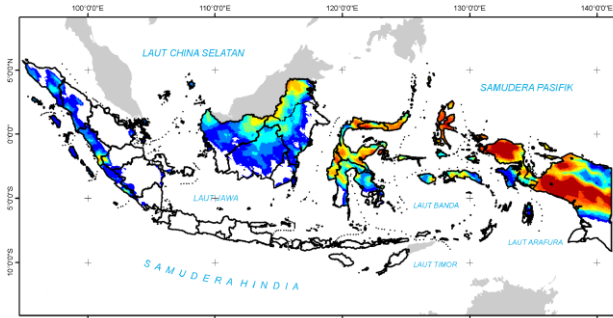 100°0'0"E 110°0'0"E 120°0'0"E 130°0'0"E 140°0'0"E
LAUT CHINA SELATAN
SAMUDERA PASIFIK
5°0'0"N
0°0'0"
5°0'0"S
10°0'0"S
LAUTJAWA
LAUT BANDA
LAUT ARAFURA
LAUT TIMOR
SAMUDERA HINDIA